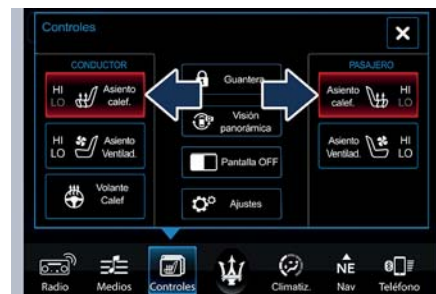 Controles
CONDUCTOR
PASAJERO
HI
LO
Asiento
calef.
Guantera
Asiento
calef.
HI
LO
HI
LO
Asiento
Ventilad.
Visión
panorámica
Asiento
Ventilad.
HI
LO
Pantalla OFF
Volante
Calef
Ajustes
NE
Radio
Medios
Controles
Climatiz.
Nav
Teléfono